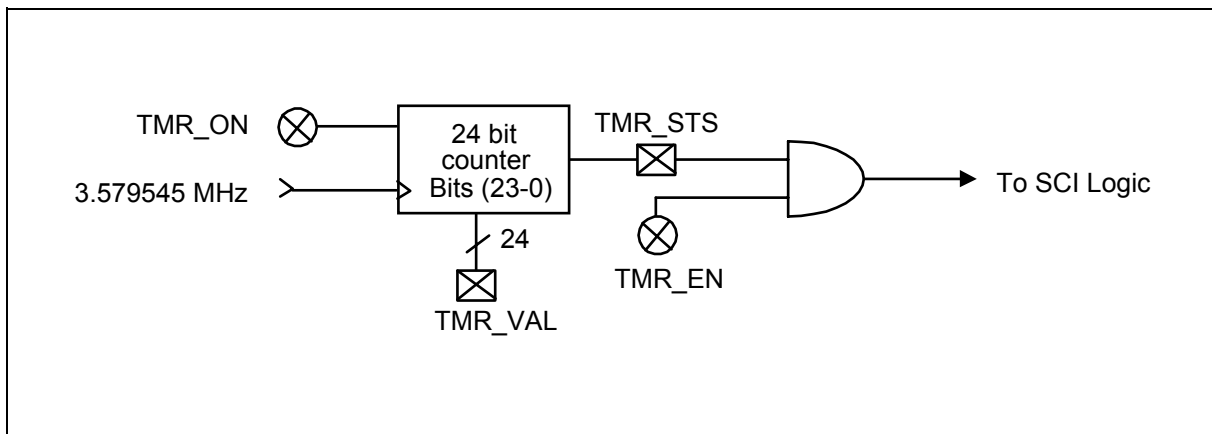 TMR_ON
3.579545 MHz
24 bit
counter
Bits (23-0)
24
TMR_VAL
TMR_STS
TMR_EN
To SCI Logic